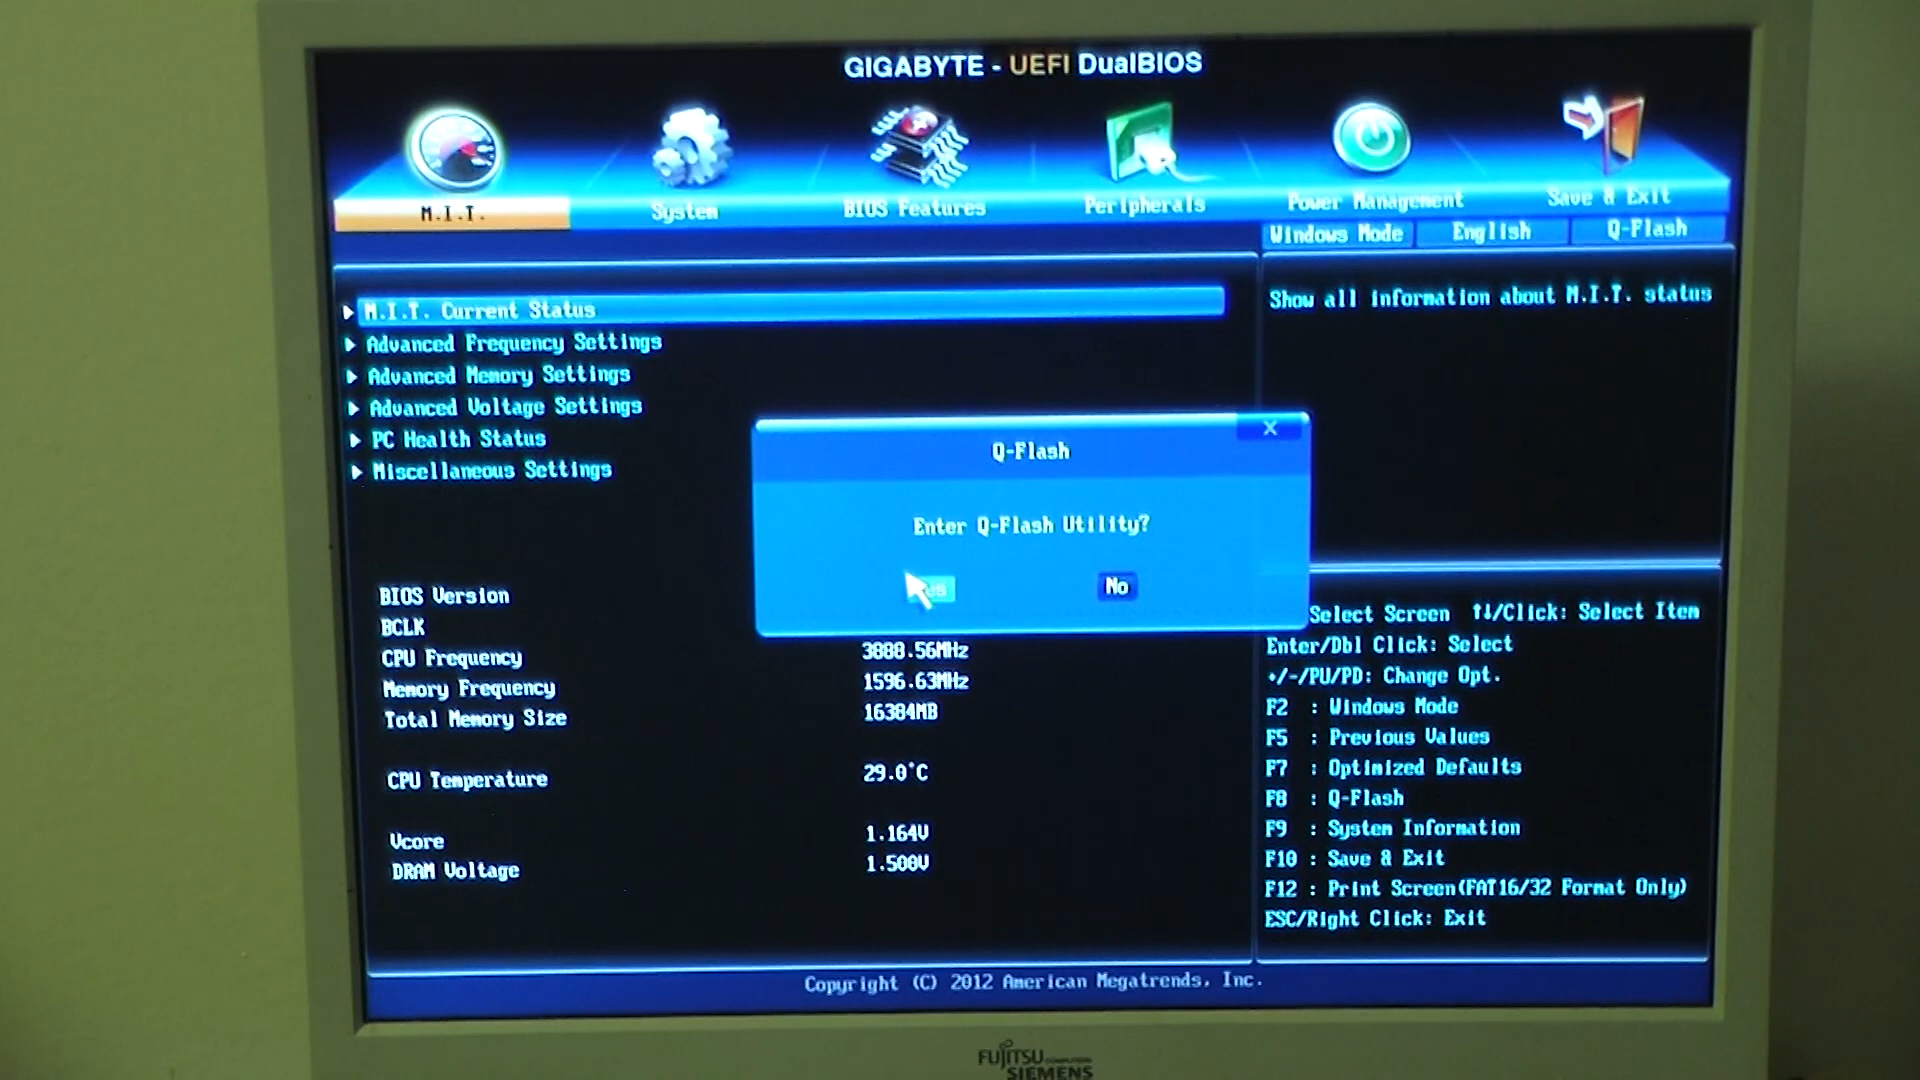 GIGABYTE - UEFI DualBIOS
M.I.T.
System
BIOS Features
Peripherals
Power Management
Save & Exit
Windows Mode
English
Q-Flash
M.I.T. Current Status
Advanced Frequency Settings
Advanced Memory Settings
Advanced Voltage Settings
PC Health Status
Miscellaneous Settings
Show all information about M.I.T. status
X
Q-Flash
Enter Q-Flash Utility?
No
BIOS Version
BCLK
CPU Frequency 3888.56MHz
Memory Frequency 1596.63MHz
Total Memory Size 16384MB
CPU Temperature 29.0°C
Vcore 1.164V
DRAM Voltage 1.500V
Select Screen ↑↓/Click: Select Item
Enter/Dbl Click: Select
+/-/PU/PD: Change Opt.
F2 : Windows Mode
F5 : Previous Values
F7 : Optimized Defaults
F8 : Q-Flash
F9 : System Information
F10 : Save & Exit
F12 : Print Screen(FAT16/32 Format Only)
ESC/Right Click: Exit
Copyright (C) 2012 American Megatrends, Inc.
FUJITSU COMPUTERS
SIEMENS